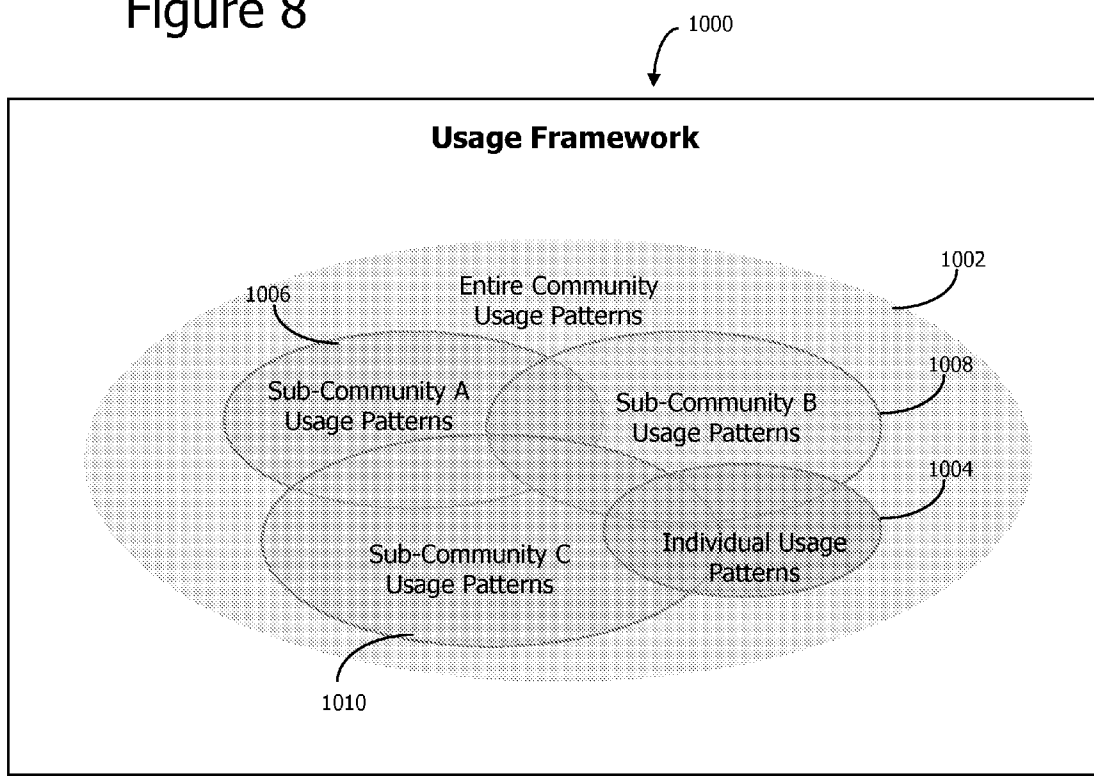 Figure 8
1000
Usage Framework
1002
Entire Community
Usage Patterns
1006
1008
Sub-Community A
Usage Patterns
Sub-Community B
Usage Patterns
1004
Sub-Community C
Usage Patterns
Individual Usage
Patterns
1010